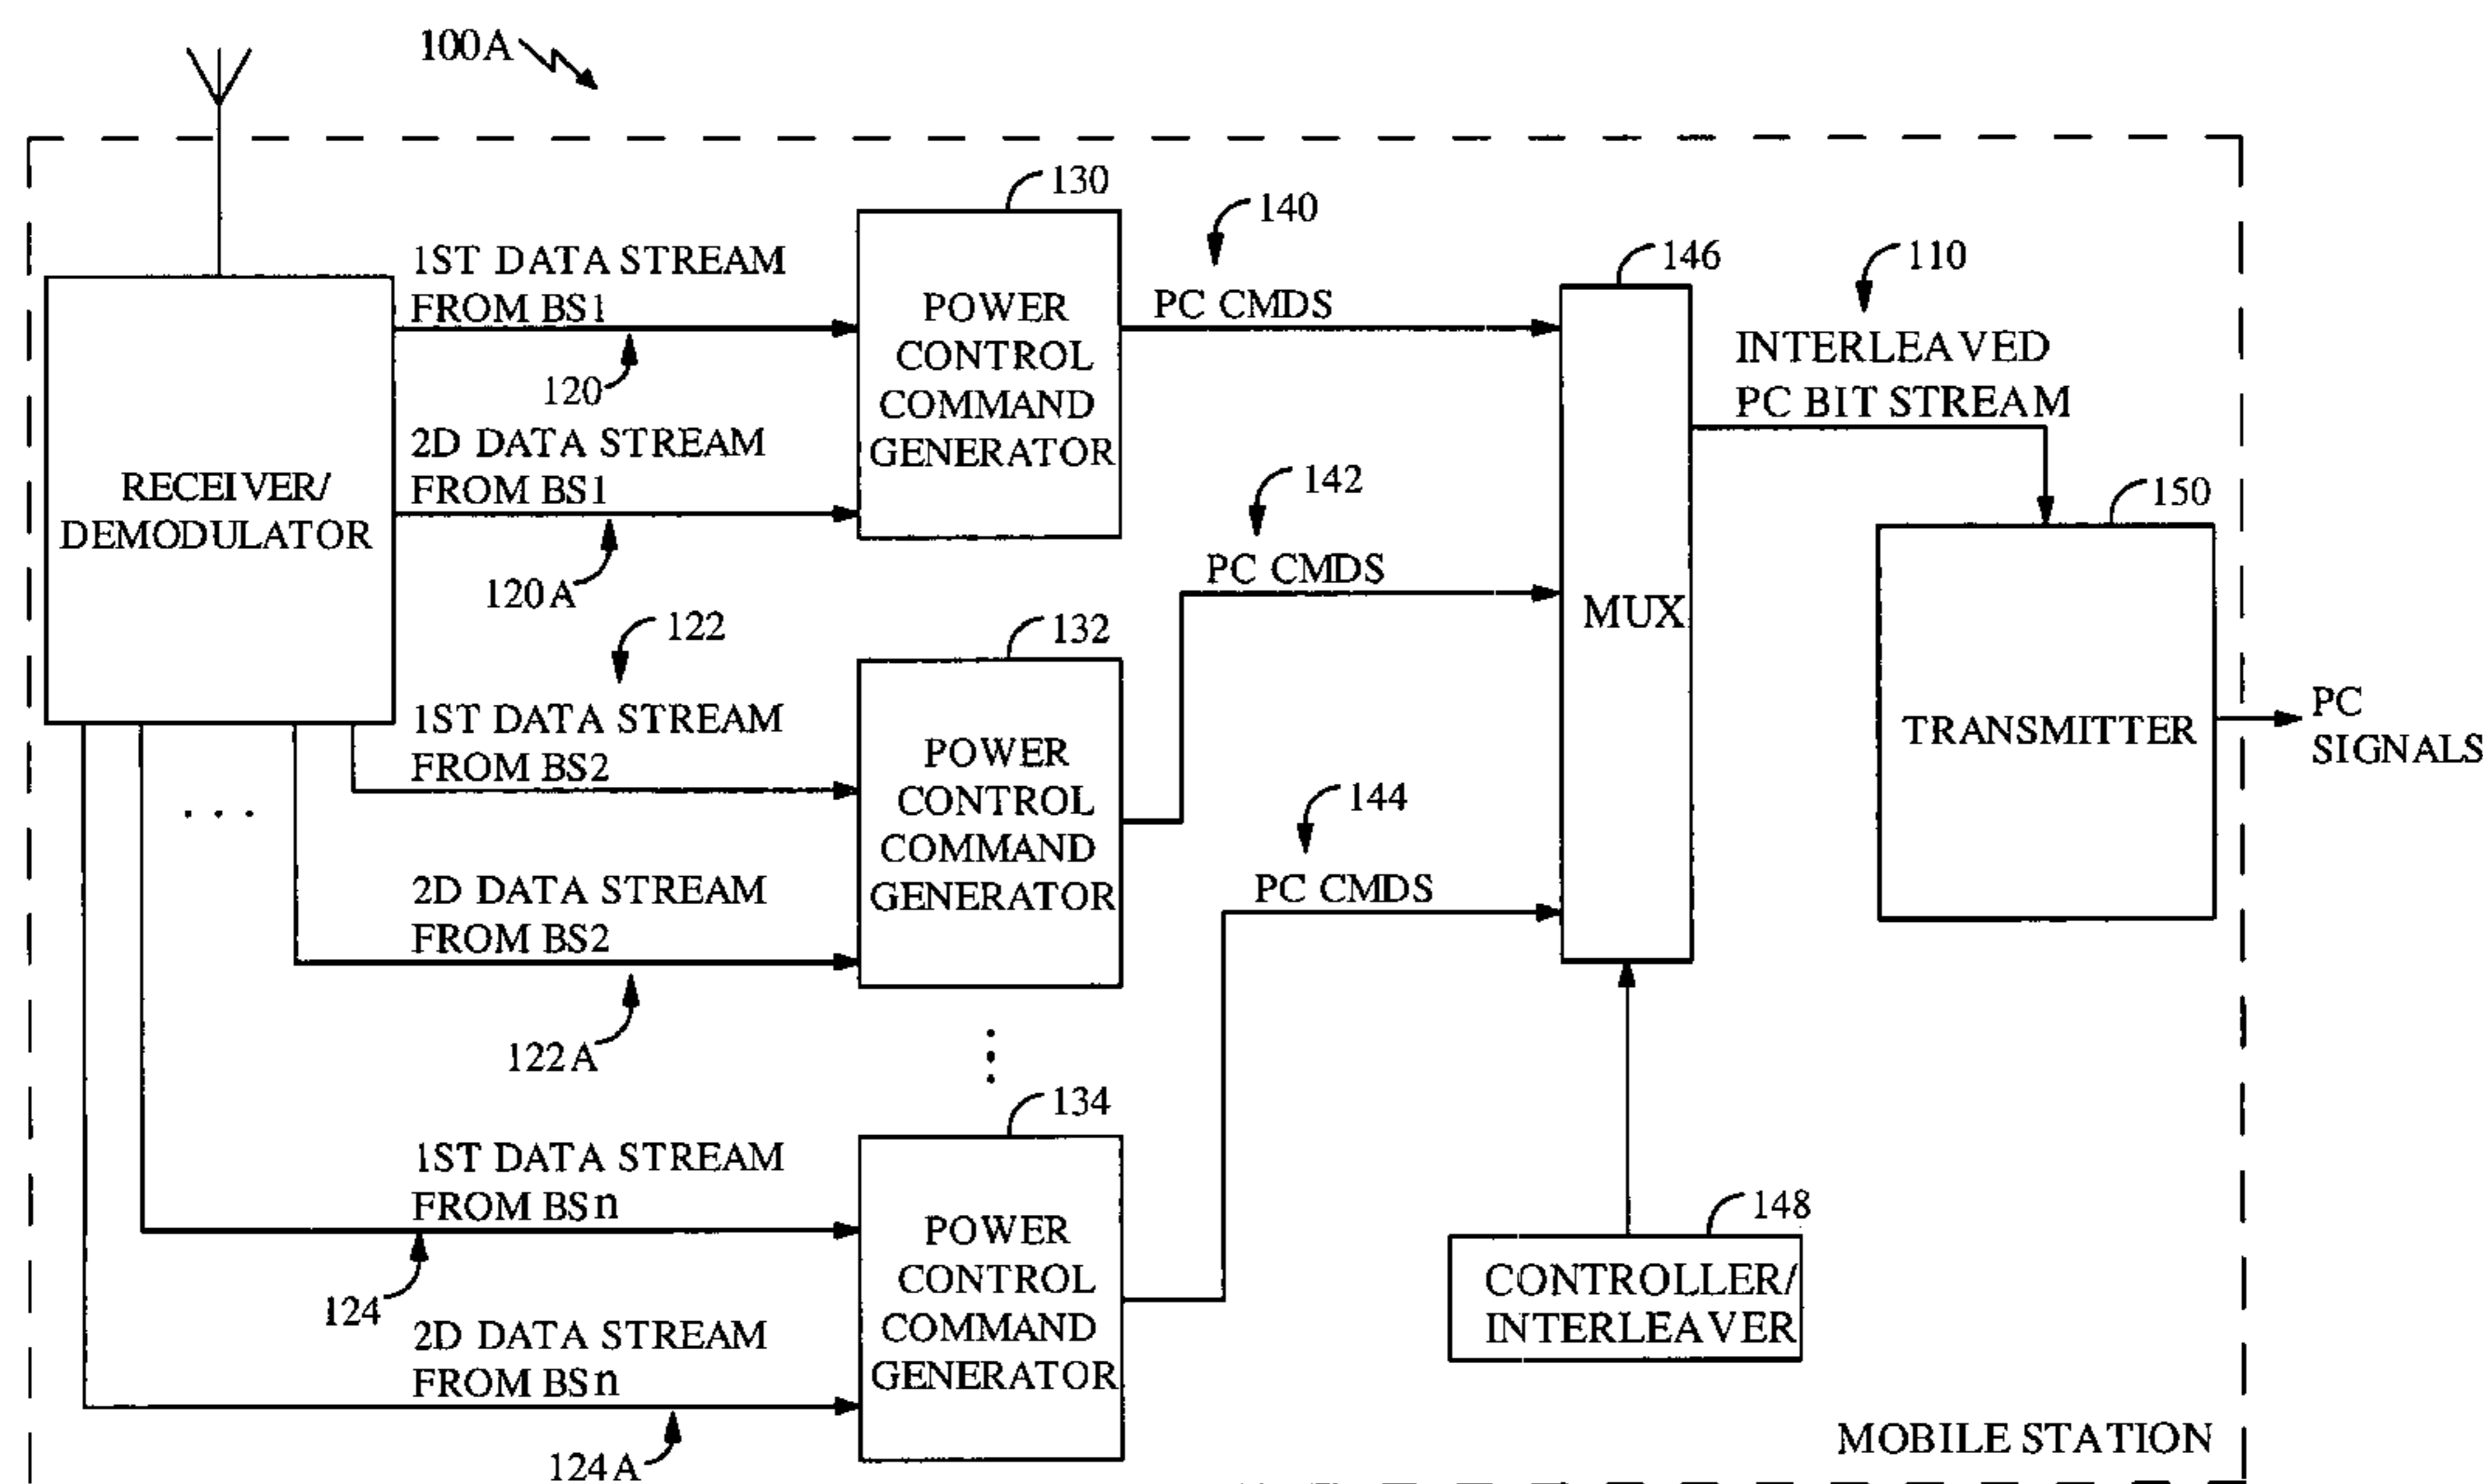 100A
130
140
1ST DATA STREAM
FROM BS1
120
2D DATA STREAM
FROM BS1
120A
RECEIVER/
DEMODULATOR
POWER
CONTROL
COMMAND
GENERATOR
PC CMDS
146
110
INTERLEAVED
PC BIT STREAM
142
PC CMDS
150
MUX
122
132
1ST DATA STREAM
FROM BS2
. . .
2D DATA STREAM
FROM BS2
122A
POWER
CONTROL
COMMAND
GENERATOR
144
PC CMDS
TRANSMITTER
PC
SIGNALS
134
1ST DATA STREAM
FROM BSn
124
2D DATA STREAM
FROM BSn
124A
POWER
CONTROL
COMMAND
GENERATOR
148
CONTROLLER/
INTERLEAVER
MOBILE STATION